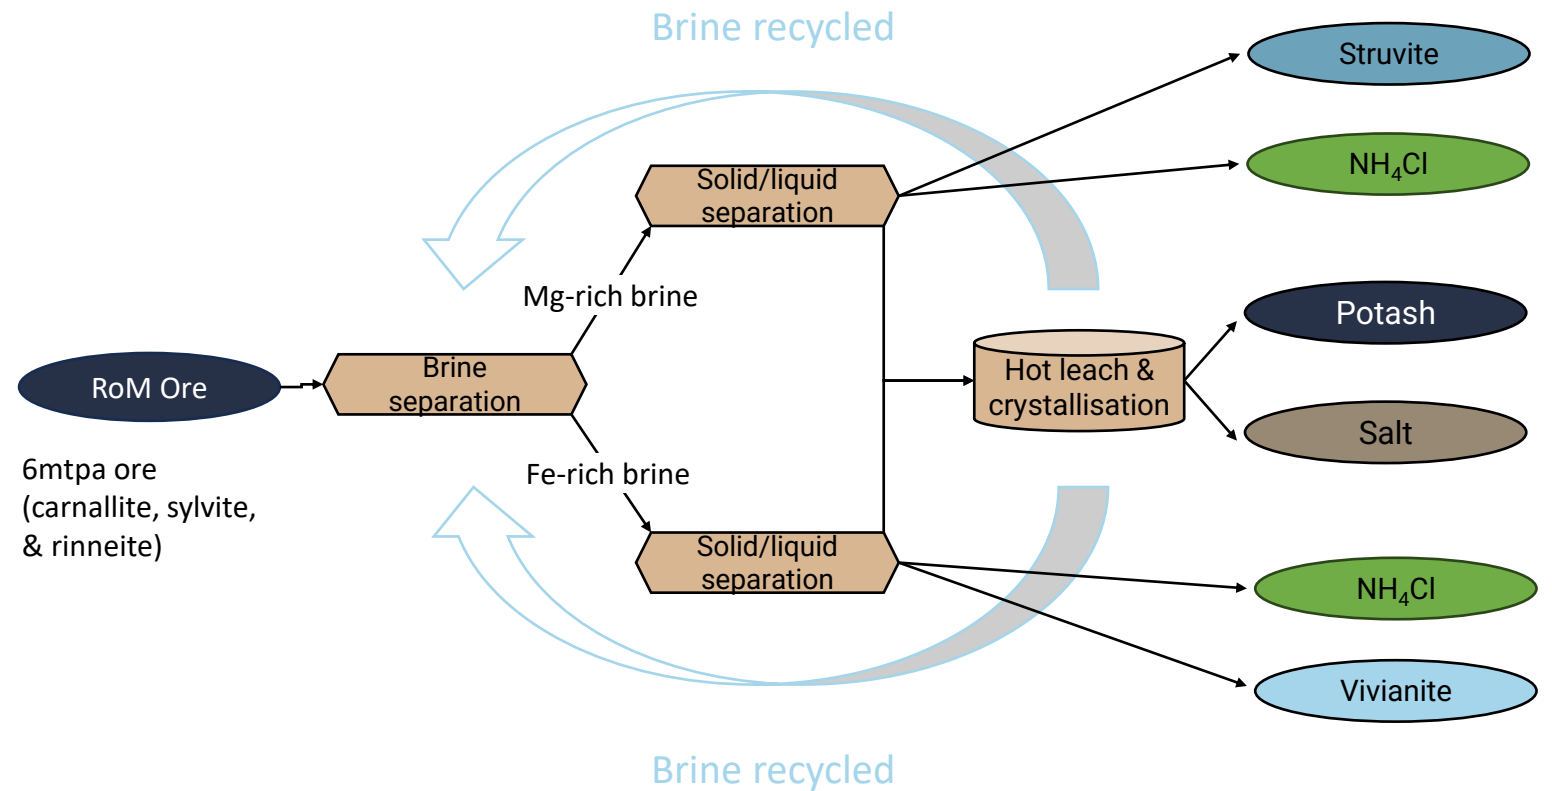 Brine recycled
Struvite
NH₄Cl
Solid/liquid
separation
Mg-rich brine
Potash
RoM Ore
Brine
separation
Hot leach &
crystallisation
Salt
6mtpa ore
(carnallite, sylvite,
& rinneite)
Fe-rich brine
Solid/liquid
separation
NH₄Cl
Vivianite
Brine recycled